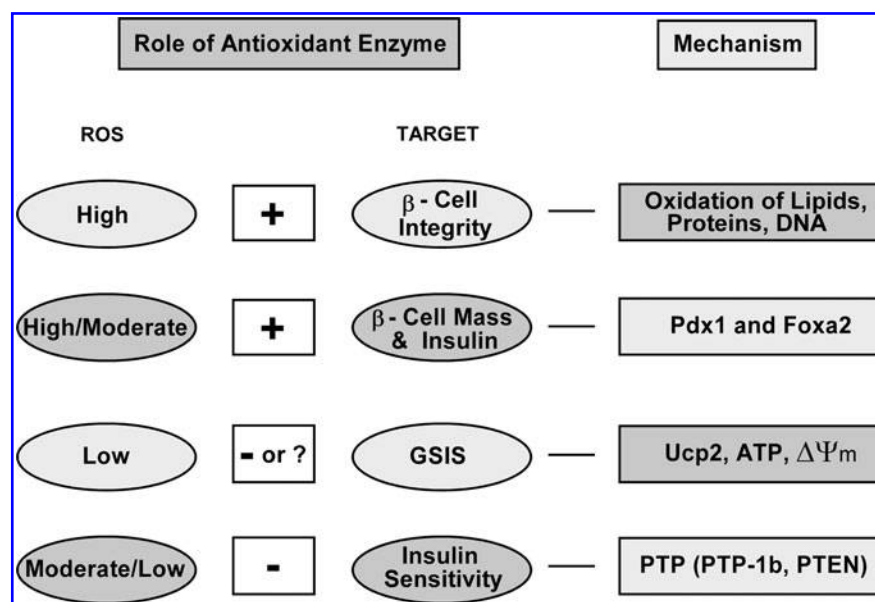 Role of Antioxidant Enzyme
Mechanism
ROS
TARGET
High
+
β - Cell
Integrity
Oxidation of Lipids,
Proteins, DNA
High/Moderate
+
β - Cell Mass
& Insulin
Pdx1 and Foxa2
Low
- or ?
GSIS
Ucp2, ATP, ΔΨm
Moderate/Low
-
Insulin
Sensitivity
PTP (PTP-1b, PTEN)